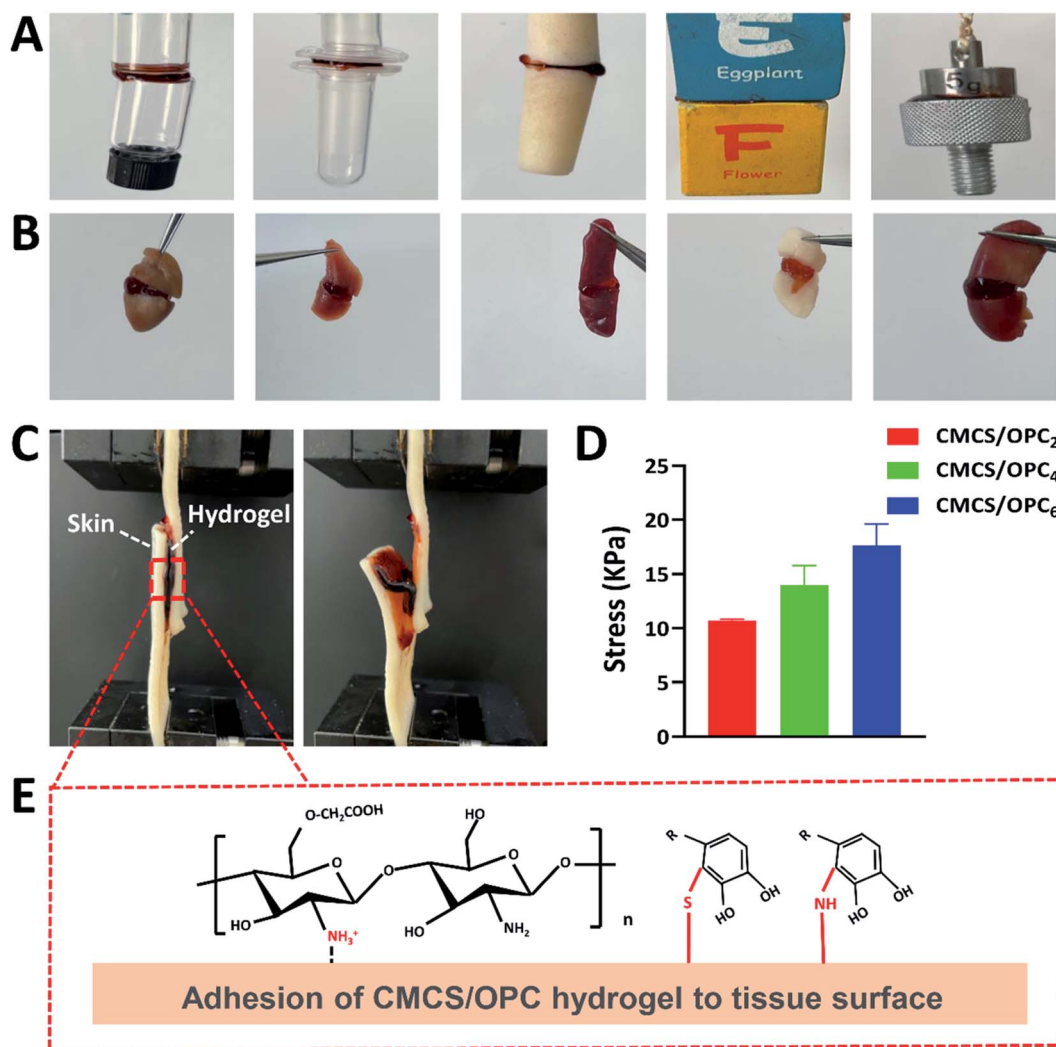 A
E
Eggplant
F
Flower
5g
B
C
Skin
Hydrogel
D
CMCS/OPC₂
CMCS/OPC₄
CMCS/OPC₆
Stress (KPa)
25
20
15
10
5
0
E
O-CH₂COOH
HO
O
O
O
O
HO
NH₃⁺
HO
NH₂
n
R
S
HO
OH
R
NH
HO
OH
Adhesion of CMCS/OPC hydrogel to tissue surface